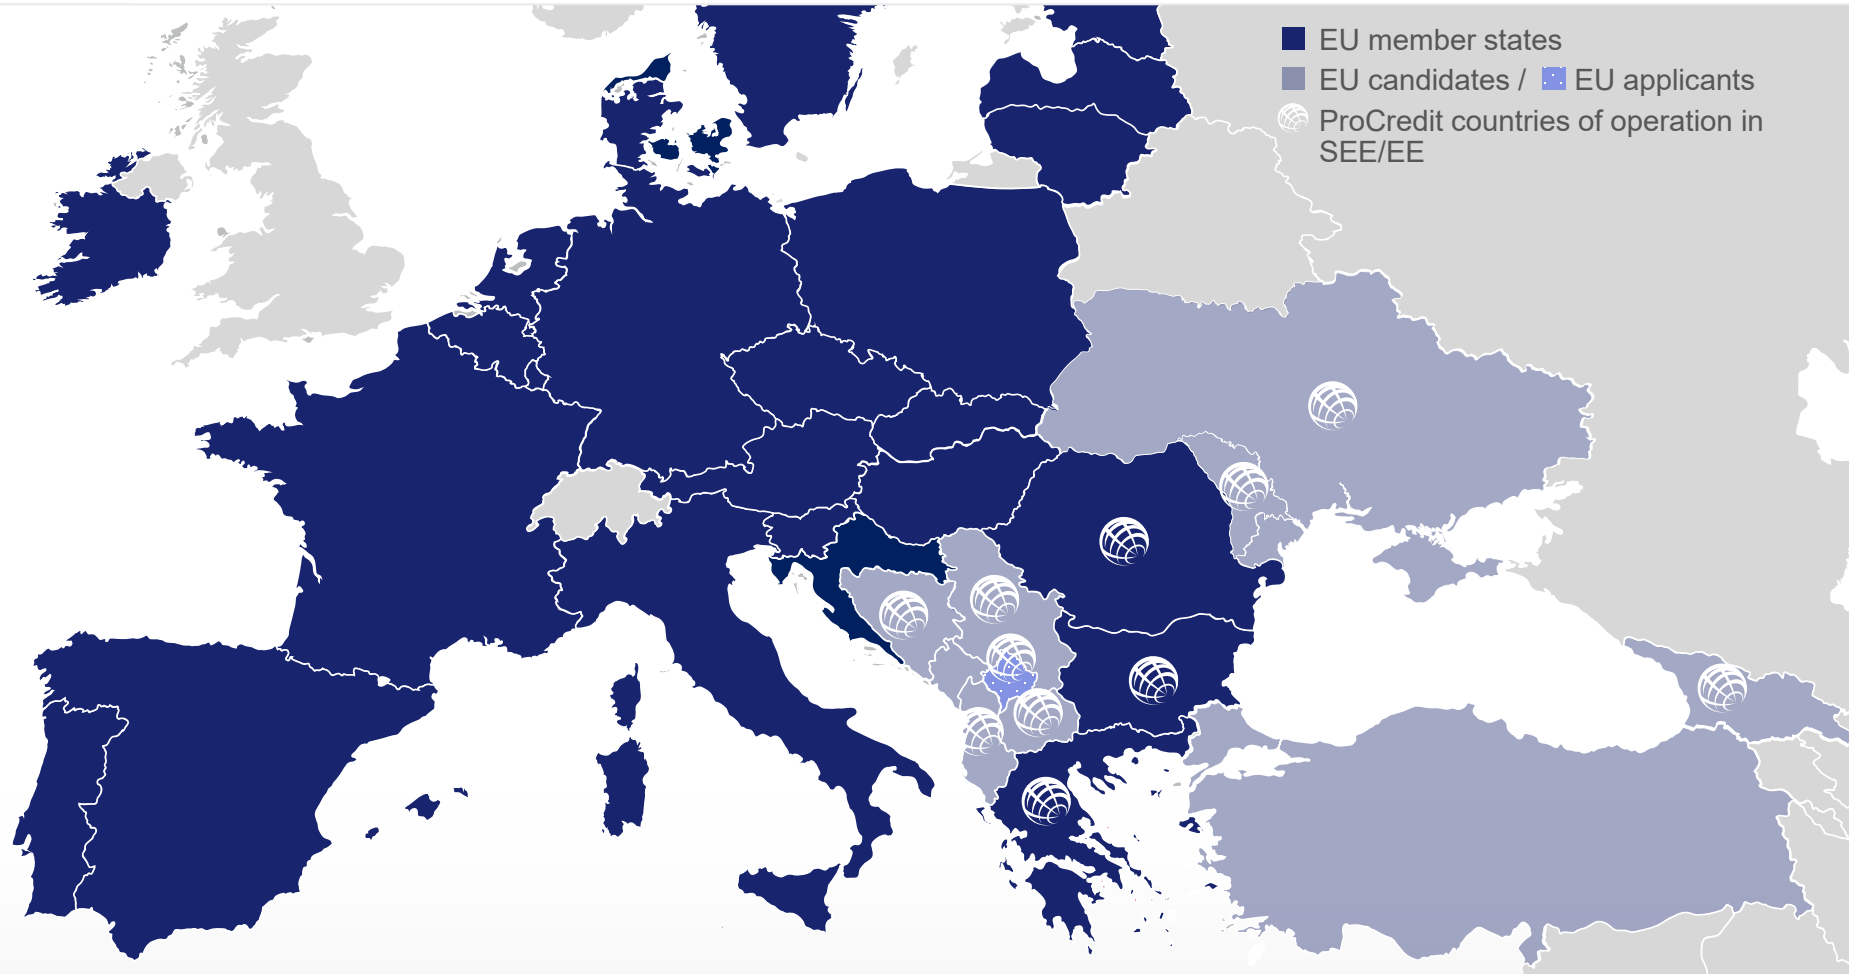 EU member states
EU candidates / EU applicants
ProCredit countries of operation in
SEE/EE